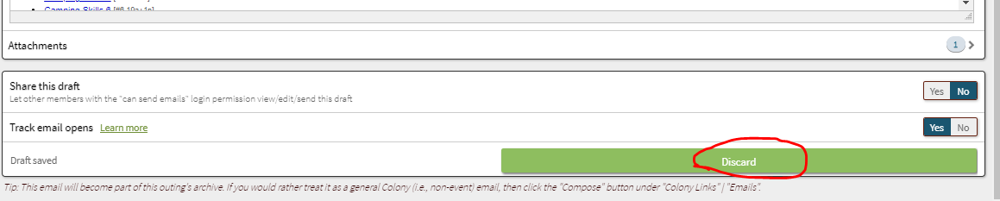 Camping Skills 6 [#6.19a+1p]
Attachments 1
Share this draft Yes No
Let other members with the "can send emails" login permission view/edit/send this draft
Track email opens Learn more Yes No
Draft saved Discard
Tip: This email will become part of this outing's archive. If you would rather treat it as a general Colony (i.e., non-event) email, then click the "Compose" button under "Colony Links" | "Emails".